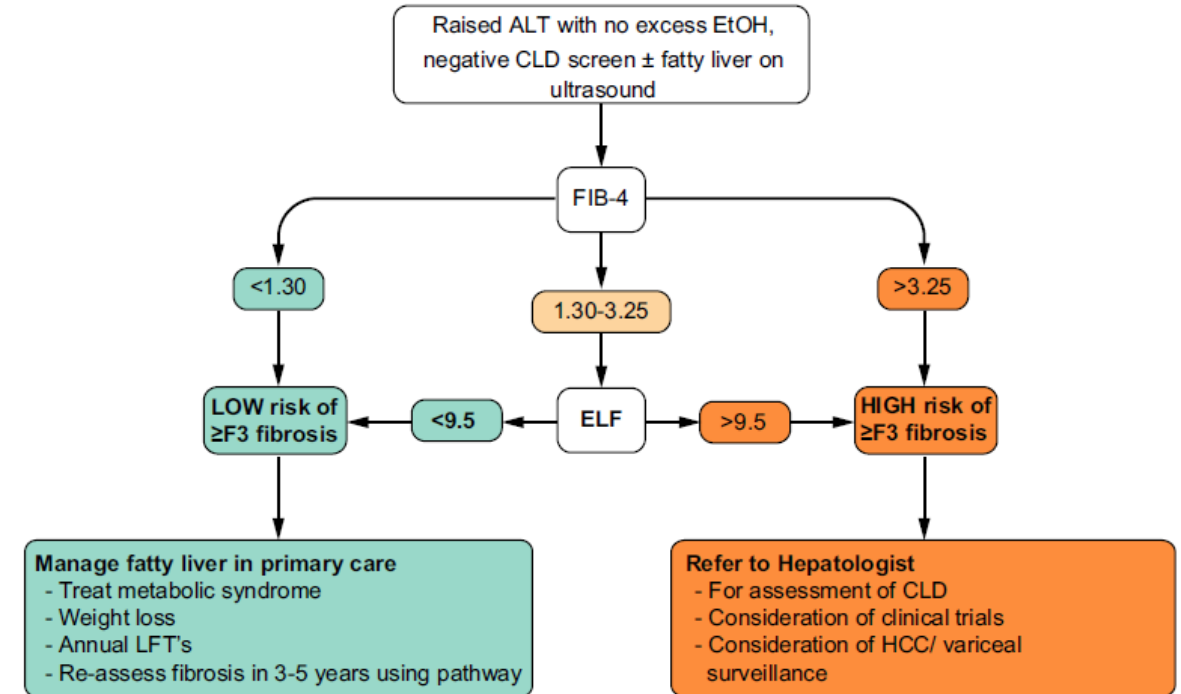 Raised ALT with no excess EtOH,
negative CLD screen ± fatty liver on
ultrasound
FIB-4
<1.30
1.30-3.25
>3.25
LOW risk of
≥F3 fibrosis
<9.5
ELF
>9.5
HIGH risk of
≥F3 fibrosis
Manage fatty liver in primary care
- Treat metabolic syndrome
- Weight loss
- Annual LFT's
- Re-assess fibrosis in 3-5 years using pathway
Refer to Hepatologist
- For assessment of CLD
- Consideration of clinical trials
- Consideration of HCC/ variceal
surveillance